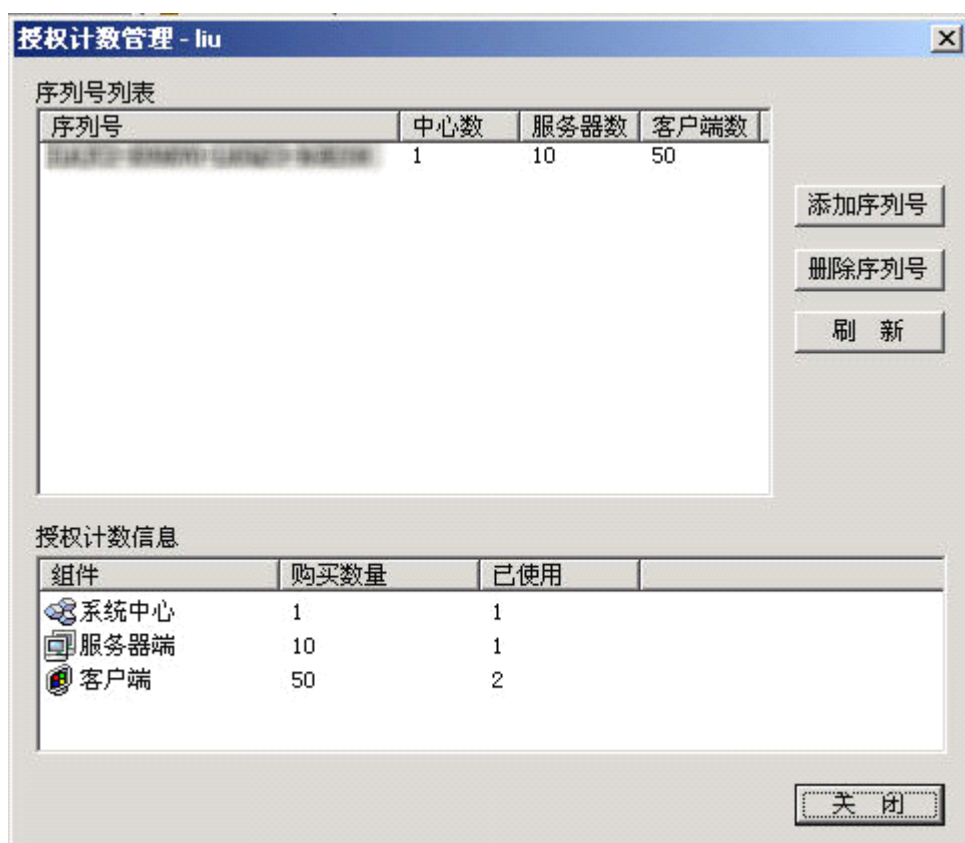 授权计数管理 - liu
序列号列表
序列号 中心数 服务器数 客户端数
1 10 50
添加序列号
删除序列号
刷 新
授权计数信息
组件 购买数量 已使用
系统中心 1 1
服务器端 10 1
客户端 50 2
关 闭